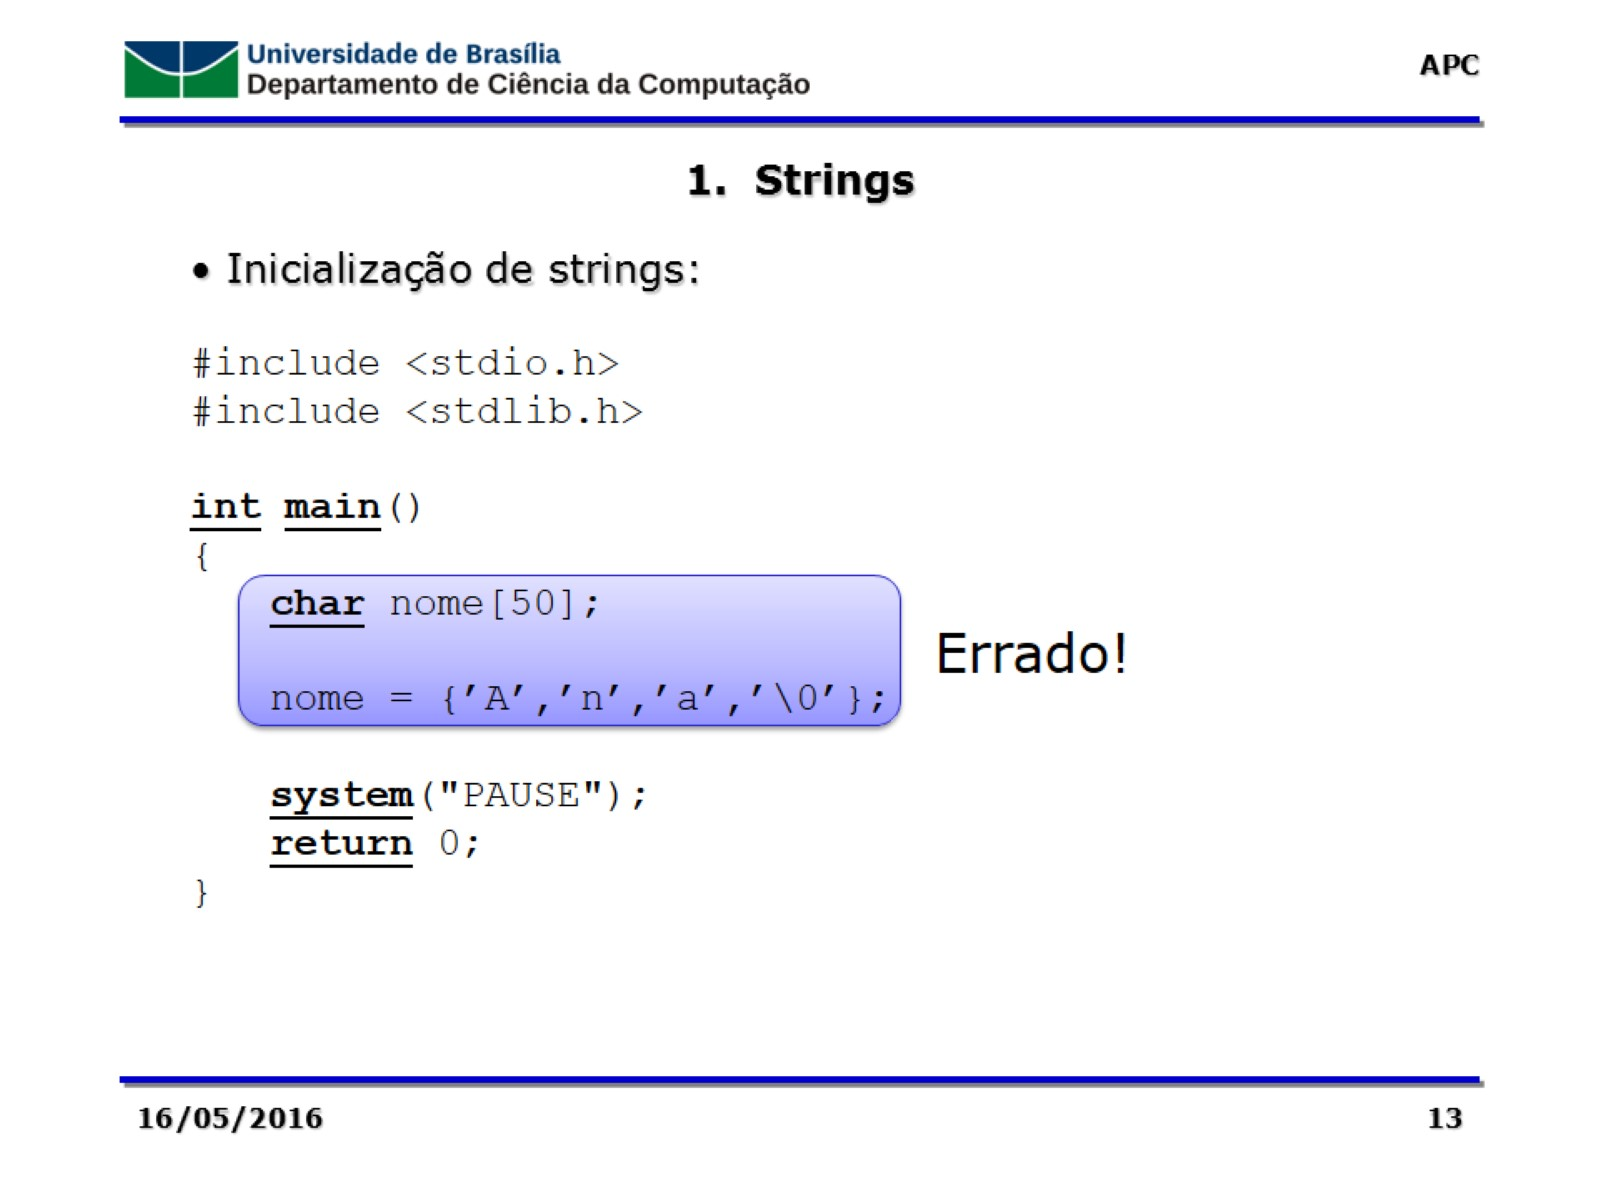 Universidade de Brasília
Departamento de Ciência da Computação
APC
1. Strings
• Inicialização de strings:
#include <stdio.h>
#include <stdlib.h>
int main()
{
char nome[50];
nome = {’A’,’n’,’a’,’\0’};
Errado!
system("PAUSE");
return 0;
}
16/05/2016
13